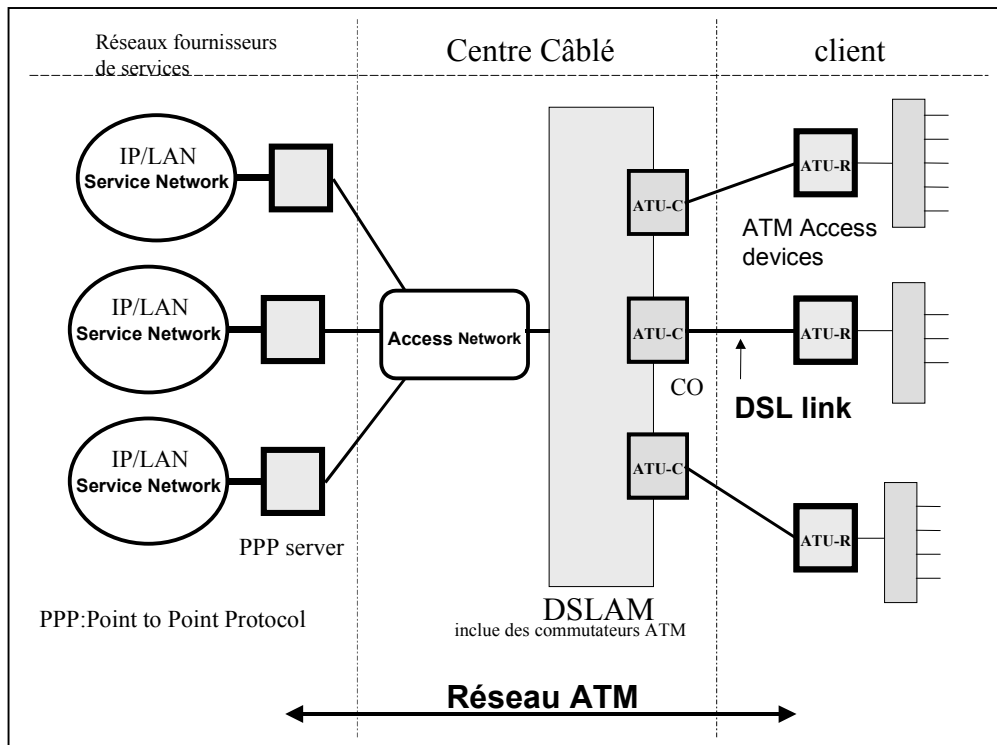 Réseaux fournisseurs
de services
Centre Câblé
client
IP/LAN
Service Network
IP/LAN
Service Network
IP/LAN
Service Network
PPP server
PPP:Point to Point Protocol
Access Network
ATU-C
ATU-C
ATU-C
CO
DSLAM
inclue des commutateurs ATM
ATU-R
ATM Access
devices
ATU-R
DSL link
ATU-R
Réseau ATM